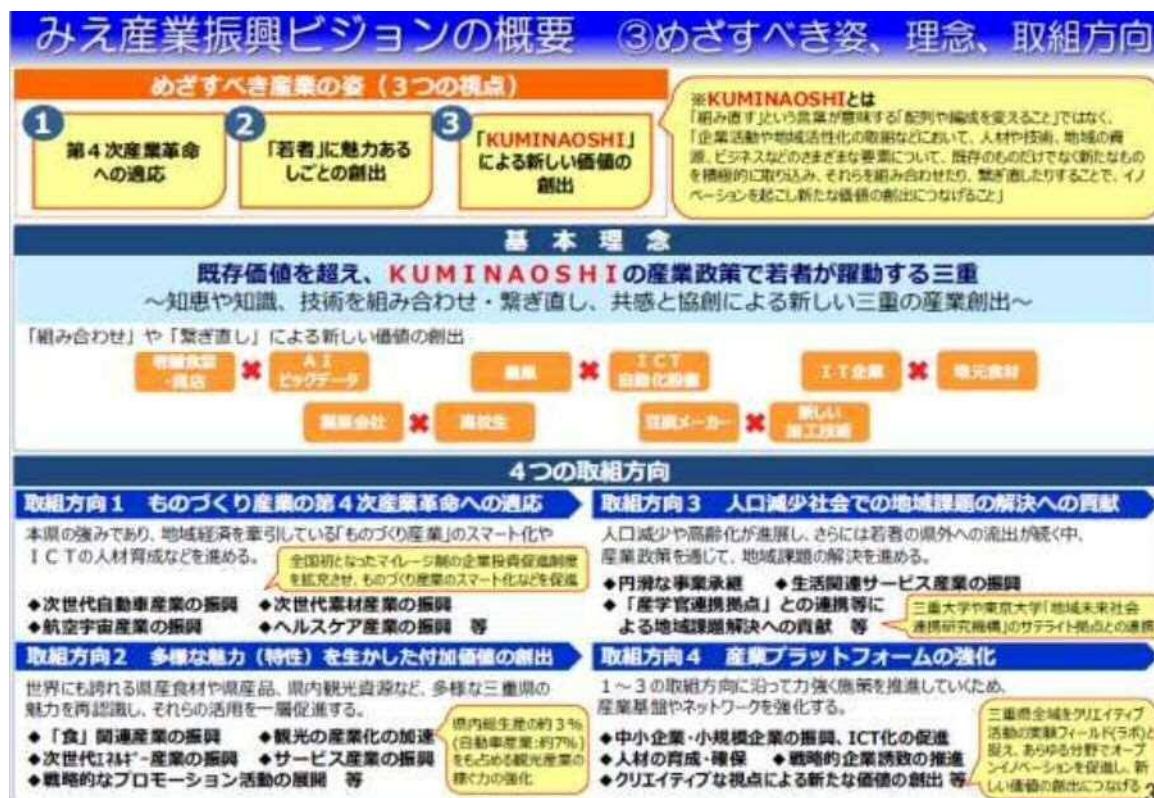 みえ産業振興ビジョンの概要　③めざすべき姿、理念、取組方向
めざすべき産業の姿（３つの視点）
1
第４次産業革命
への適応
2
「若者」に魅力ある
しごとの創出
3
「KUMINAOSHI」
による新しい価値の
創出
※KUMINAOSHIとは
「組み直す」という言葉が意味する「配列や編成を変えること」ではなく、
「企業活動や地域活性化の取組などにおいて、人材や技術、地域の資
源、ビジネスなどのさまざまな要素について、既存のものだけでなく新たなもの
を積極的に取り込み、それらを組み合わせたり、繋ぎ直したりすることで、イノ
ベーションを起こし新たな価値の創出につなげること」
基本理念
既存価値を超え、KUMINAOSHIの産業政策で若者が躍動する三重
～知恵や知識、技術を組み合わせ・繋ぎ直し、共感と協創による新しい三重の産業創出～
「組み合わせ」や「繋ぎ直し」による新しい価値の創出
老舗食堂
・商店
✖
ＡＩ
ビッグデータ
✖
ＩＣＴ
自動化設備
ＩＴ企業
✖
地元食材
✖
高校生
豆腐メーカー
✖
新しい
加工技術
４つの取組方向
取組方向１　ものづくり産業の第４次産業革命への適応
本県の強みであり、地域経済を牽引している「ものづくり産業」のスマート化や
ＩＣＴの人材育成などを進める。
全国初となったマイレージ制の企業投資促進制度
を拡充させ、ものづくり産業のスマート化などを促進
◆次世代自動車産業の振興　◆次世代素材産業の振興
◆航空宇宙産業の振興　◆ヘルスケア産業の振興　等
取組方向２　多様な魅力（特性）を生かした付加価値の創出
世界にも誇れる県産食材や県産品、県内観光資源など、多様な三重県の
魅力を再認識し、それらの活用を一層促進する。
◆「食」関連産業の振興　◆観光の産業化の加速
◆次世代ｴﾈﾙｷﾞｰ産業の振興　◆サービス産業の振興
◆戦略的なプロモーション活動の展開　等
県内総生産の約３％
(自動車産業:約7%)
をも占める観光産業の
稼ぐ力の強化
取組方向３　人口減少社会での地域課題の解決への貢献
人口減少や高齢化が進展し、さらには若者の県外への流出が続く中、
産業政策を通じて、地域課題の解決を進める。
◆円滑な事業承継　◆生活関連サービス産業の振興
◆「産学官連携拠点」との連携等に
よる地域課題解決への貢献　等
三重大学や東京大学「地域未来社会
連携研究機構」のサテライト拠点との連携
取組方向４　産業プラットフォームの強化
１～３の取組方向に沿って力強く施策を推進していくため、
産業基盤やネットワークを強化する。
◆中小企業・小規模企業の振興、ICT化の促進
◆人材の育成・確保　◆戦略的企業誘致の推進
◆クリエイティブな視点による新たな価値の創出 等
三重県全域をクリエイティブ
活動の実験フィールド(ラボ)と
捉え、あらゆる分野でオープ
ンイノベーションを促進し、新
しい価値の創出につなげる
3